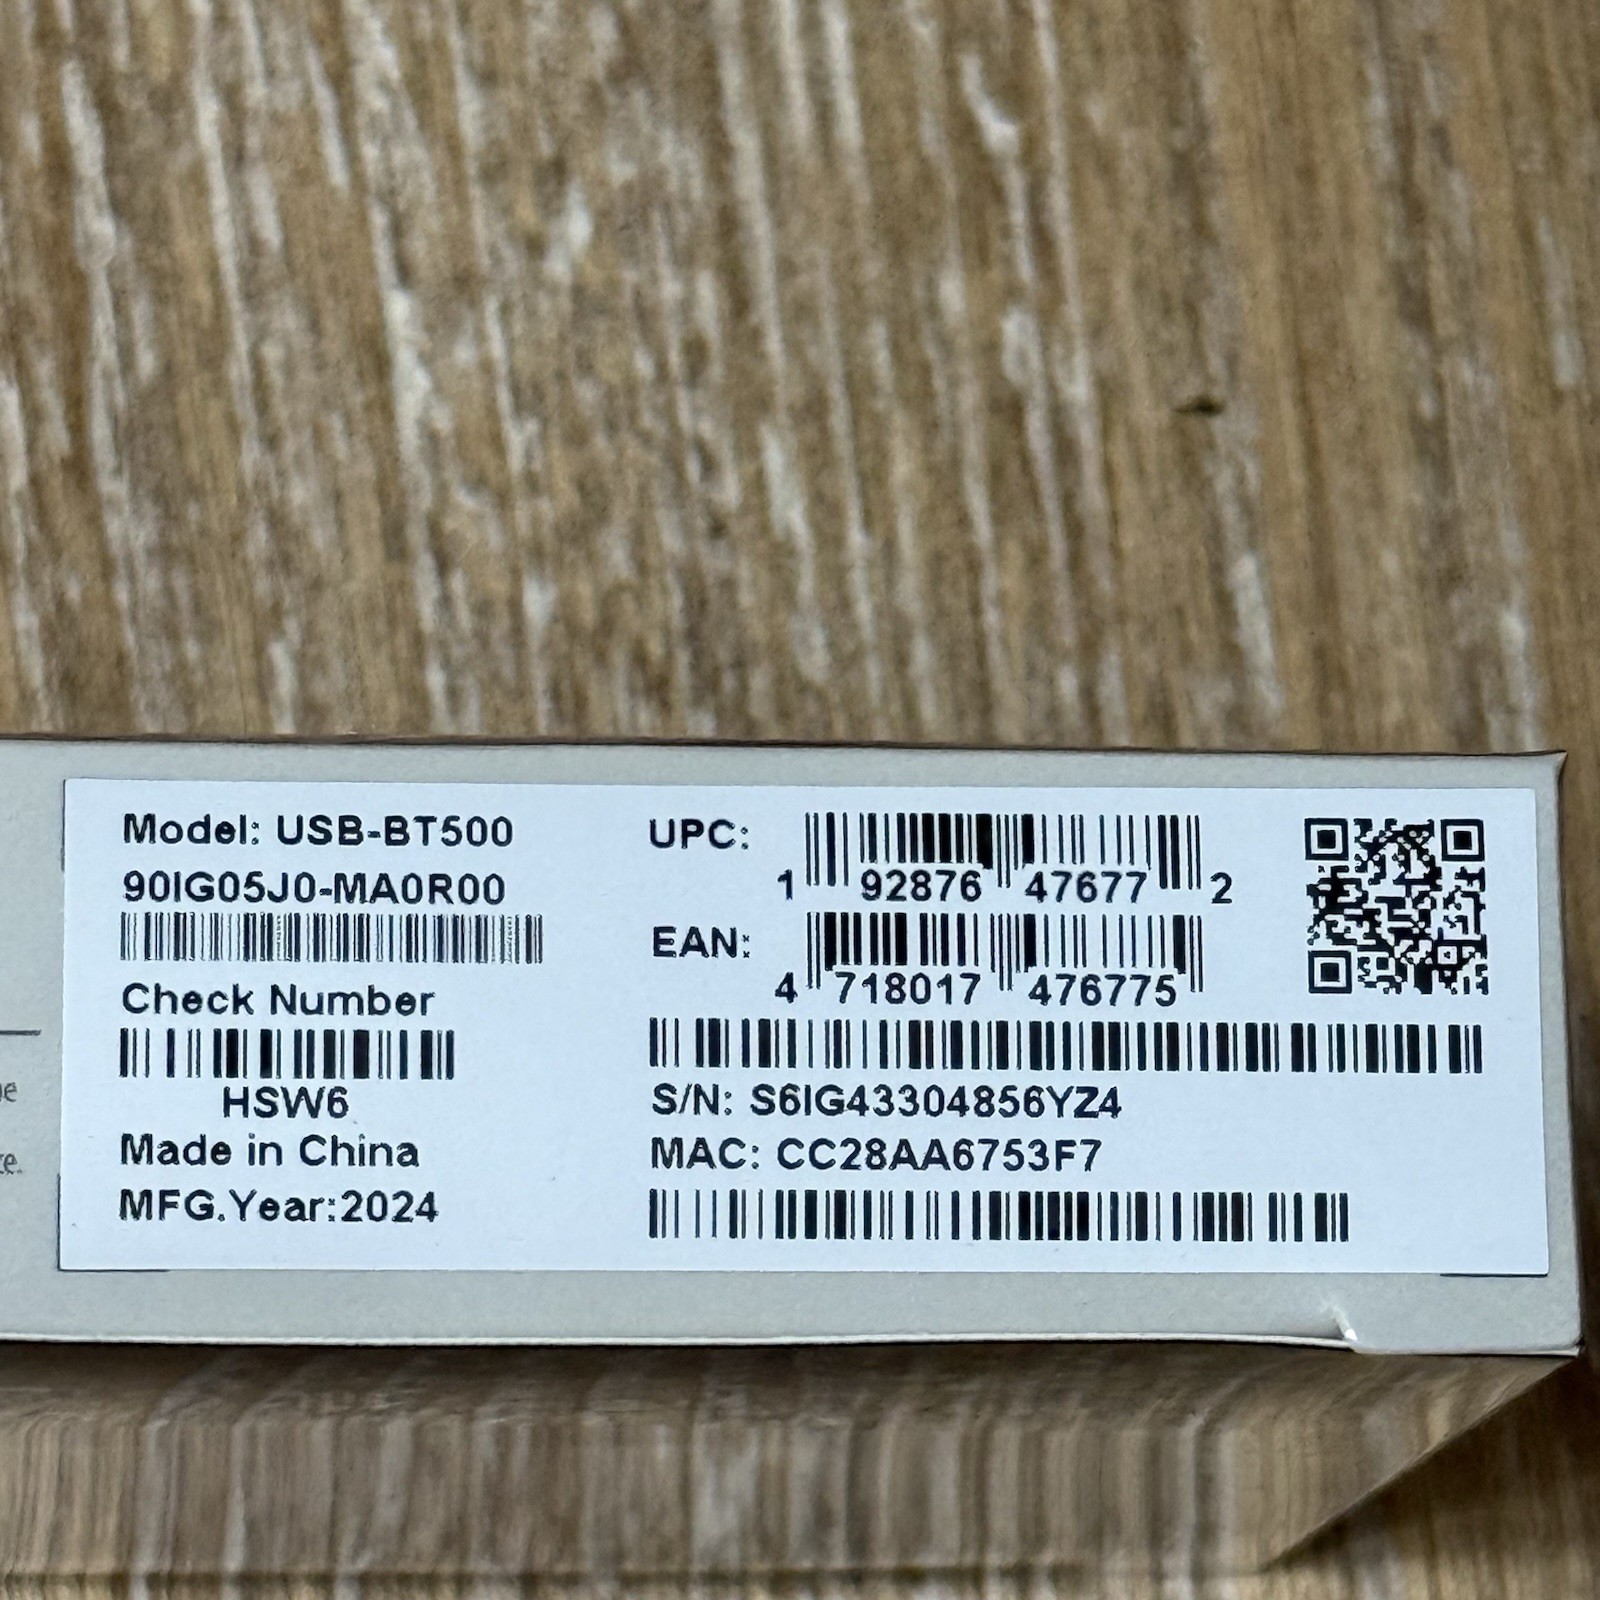 Model: USB-BT500
90IG05J0-MA0R00
Check Number
HSW6
Made in China
MFG.Year:2024
UPC:
1 92876 47677 2
EAN:
4 718017 476775
S/N: S6IG43304856YZ4
MAC: CC28AA6753F7